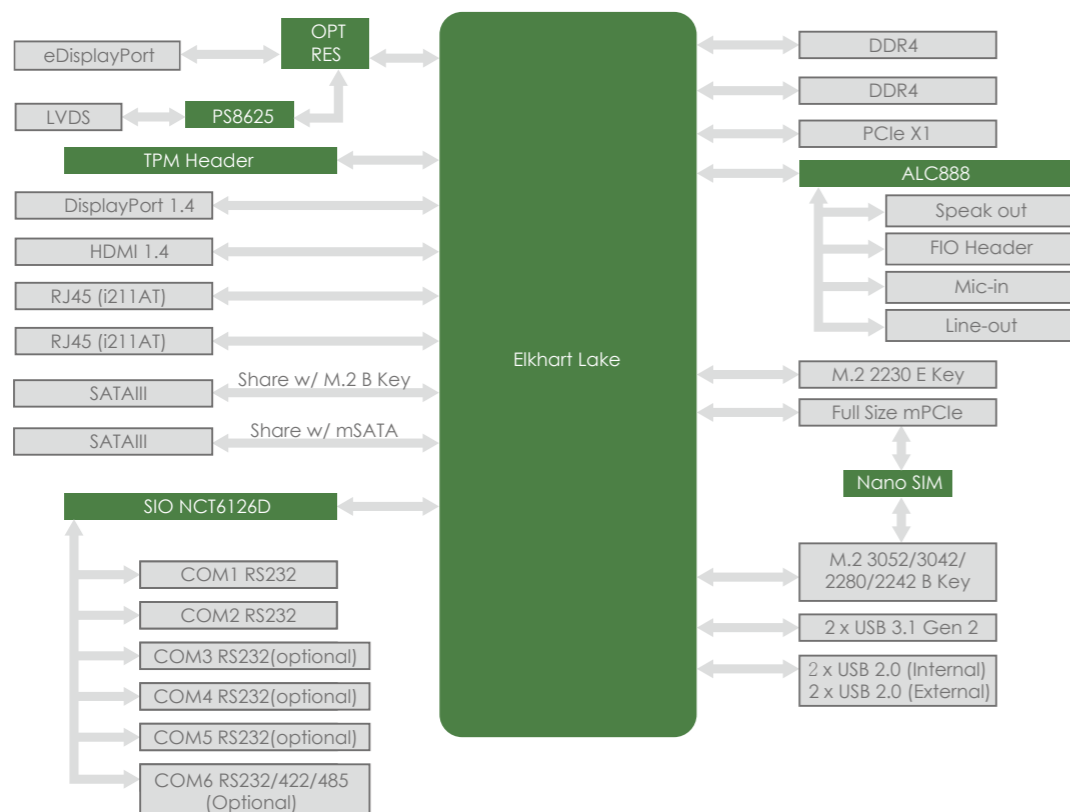 OPT
RES
eDisplayPort
LVDS
PS8625
TPM Header
DisplayPort 1.4
HDMI 1.4
RJ45 (i211AT)
RJ45 (i211AT)
SATAIII
Share w/ M.2 B Key
SATAIII
Share w/ mSATA
SIO NCT6126D
COM1 RS232
COM2 RS232
COM3 RS232(optional)
COM4 RS232(optional)
COM5 RS232(optional)
COM6 RS232/422/485
(Optional)
Elkhart Lake
DDR4
DDR4
PCIe X1
ALC888
Speak out
FIO Header
Mic-in
Line-out
M.2 2230 E Key
Full Size mPCIe
Nano SIM
M.2 3052/3042/
2280/2242 B Key
2 x USB 3.1 Gen 2
2 x USB 2.0 (Internal)
2 x USB 2.0 (External)